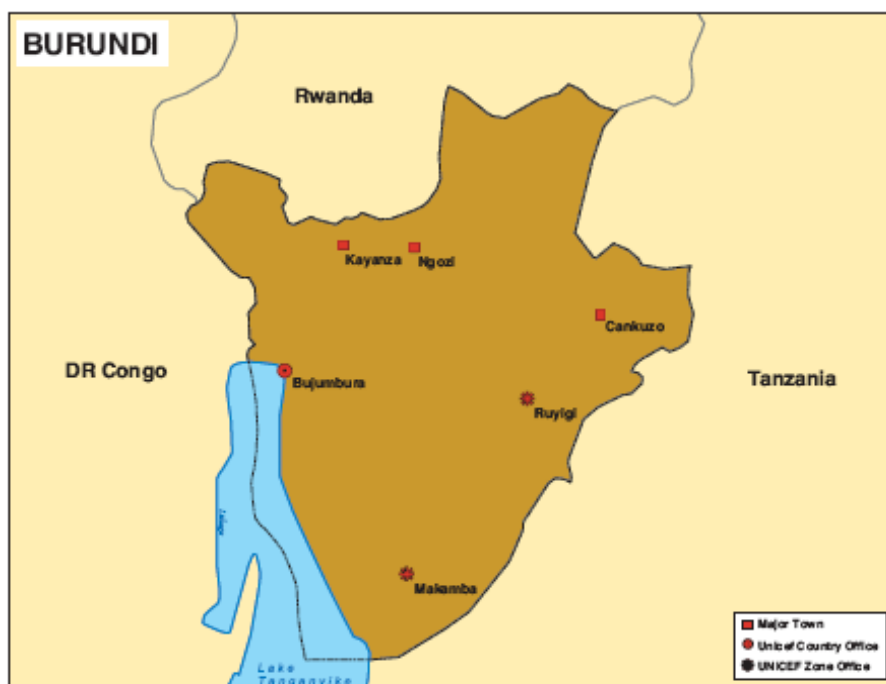 BURUNDI
Rwanda
Kayanza
Ngozi
Cankuzo
DR Congo
Bujumbura
Tanzania
Ruyigi
Makamba
Major Town
Unicef Country Office
UNICEF Zone Office
Lake
Tanganyika